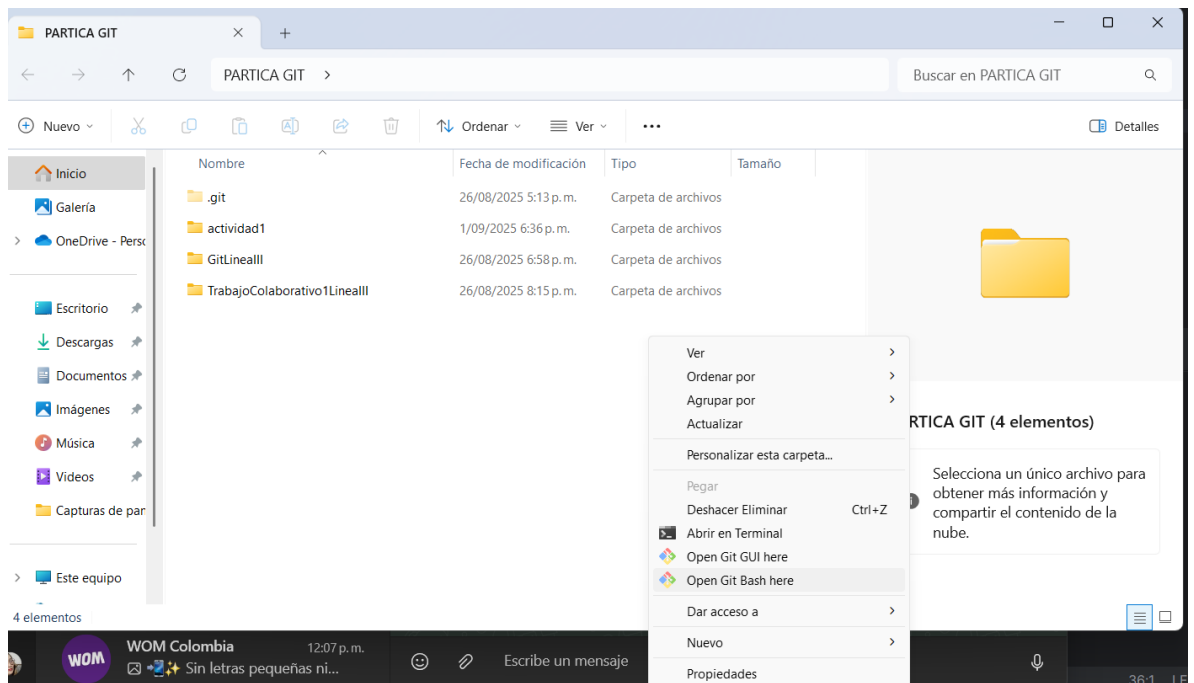 PARTICA GIT
PARTICA GIT
Buscar en PARTICA GIT
Nuevo
Ordenar
Ver
Detalles
Inicio
Galería
OneDrive - Perso
Escritorio
Descargas
Documentos
Imágenes
Música
Videos
Capturas de pan
Este equipo
Nombre Fecha de modificación Tipo Tamaño
.git 26/08/2025 5:13 p. m. Carpeta de archivos
actividad1 1/09/2025 6:36 p. m. Carpeta de archivos
GitLineaIII 26/08/2025 6:58 p. m. Carpeta de archivos
TrabajoColaborativo1LineaIII 26/08/2025 8:15 p. m. Carpeta de archivos
Ver
Ordenar por
Agrupar por
Actualizar
Personalizar esta carpeta...
Pegar
Deshacer Eliminar Ctrl+Z
Abrir en Terminal
Open Git GUI here
Open Git Bash here
Dar acceso a
Nuevo
Propiedades
RTICA GIT (4 elementos)
Selecciona un único archivo para
obtener más información y
compartir el contenido de la
nube.
4 elementos
WOM
WOM Colombia 12:07 p. m.
Sin letras pequeñas ni...
Escribe un mensaje
36:1 LF